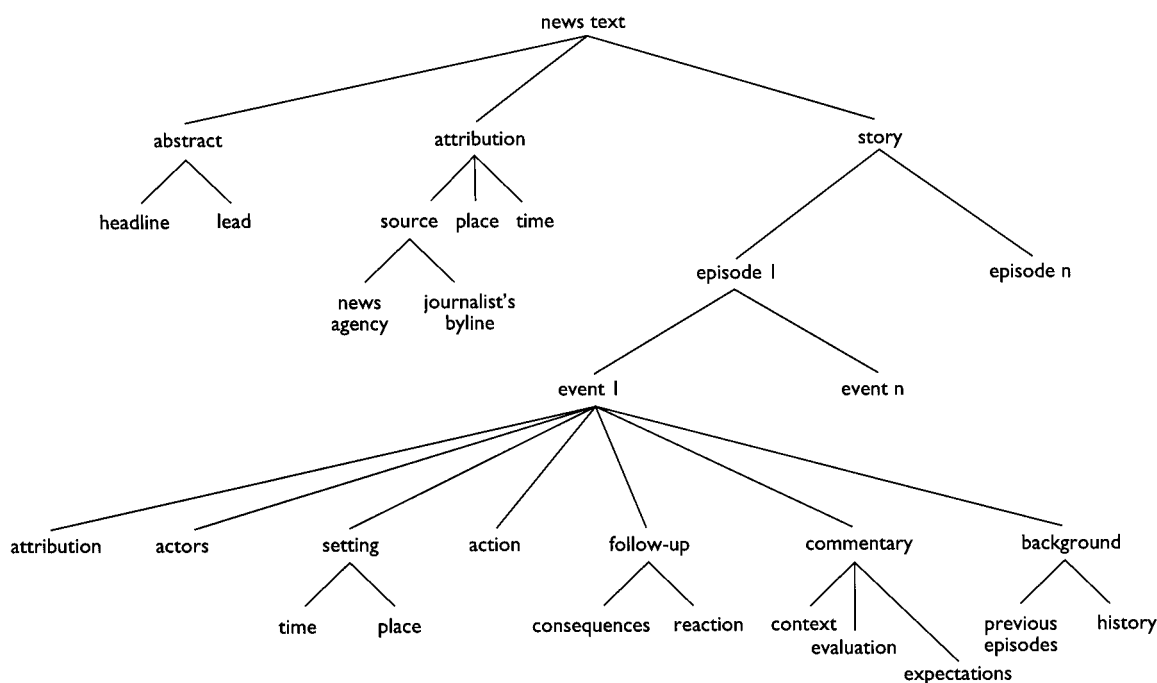 news text
abstract
attribution
story
headline
lead
source
place
time
episode 1
episode n
news
agency
journalist's
byline
event 1
event n
attribution
actors
setting
action
follow-up
commentary
background
time
place
consequences
reaction
context
evaluation
expectations
previous
episodes
history